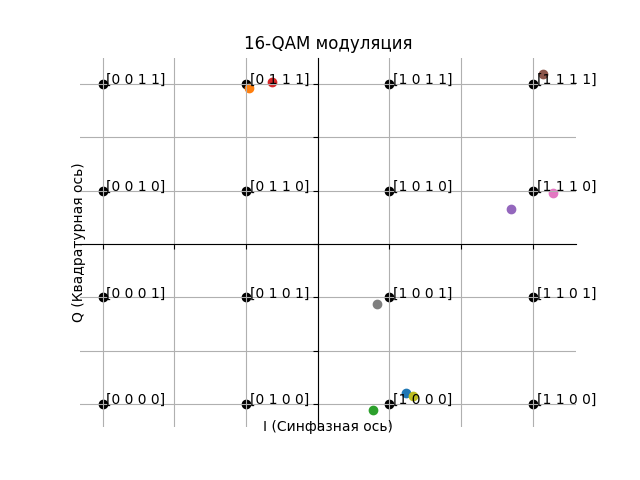 16-QAM модуляция
[0 0 1 1] [0 1 1 1] [1 0 1 1] [1 1 1 1]
[0 0 1 0] [0 1 1 0] [1 0 1 0] [1 1 1 0]
Q (Квадратурная ось)
[0 0 0 1] [0 1 0 1] [1 0 0 1] [1 1 0 1]
[0 0 0 0] [0 1 0 0] [1 0 0 0] [1 1 0 0]
I (Синфазная ось)